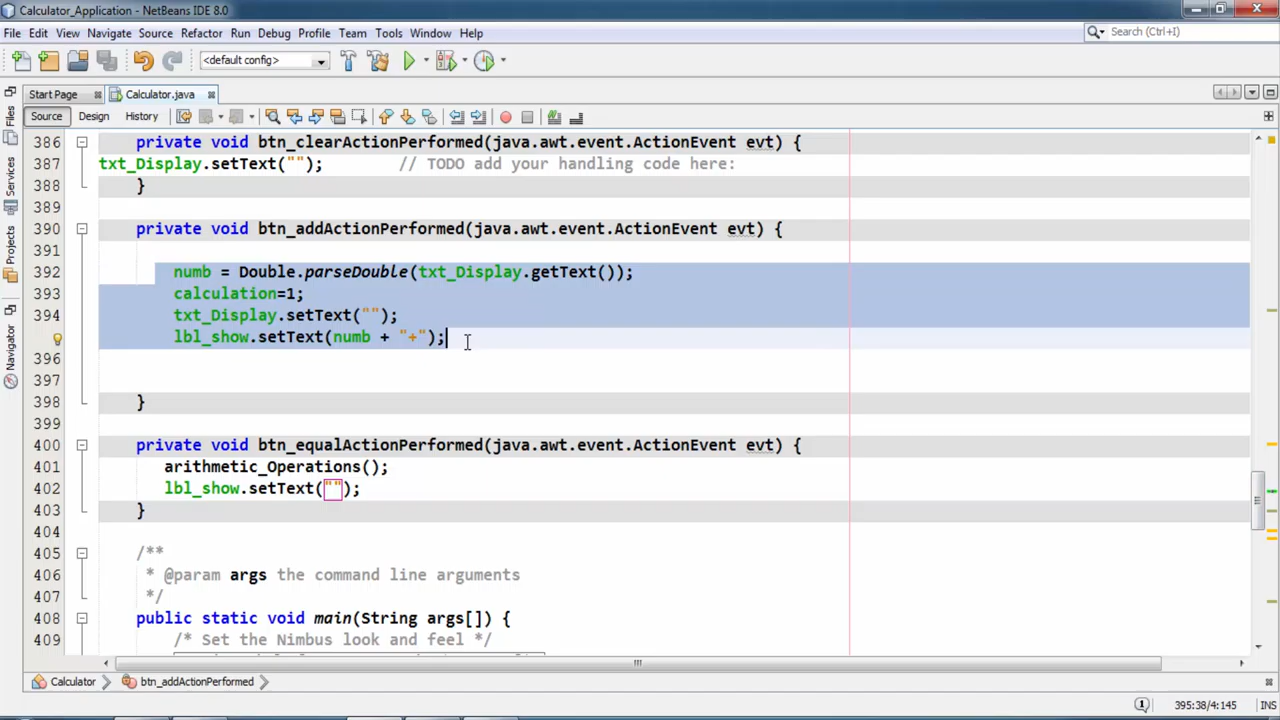 Calculator_Application - NetBeans IDE 8.0
File Edit View Navigate Source Refactor Run Debug Profile Team Tools Window Help
Search (Ctrl+I)
<default config>
Start Page
Calculator.java
Source Design History
Files
Services
Projects
Navigator
386 private void btn_clearActionPerformed(java.awt.event.ActionEvent evt) {
387 txt_Display.setText(""); // TODO add your handling code here:
388 }
389
390 private void btn_addActionPerformed(java.awt.event.ActionEvent evt) {
391
392 numb = Double.parseDouble(txt_Display.getText());
393 calculation=1;
394 txt_Display.setText("");
lbl_show.setText(numb + "+");
396
397
398 }
399
400 private void btn_equalActionPerformed(java.awt.event.ActionEvent evt) {
401 arithmetic_Operations();
402 lbl_show.setText("");
403 }
404
405 /**
406 * @param args the command line arguments
407 */
408 public static void main(String args[]) {
409 /* Set the Nimbus look and feel */
Calculator
btn_addActionPerformed
1
395:38/4:145
INS